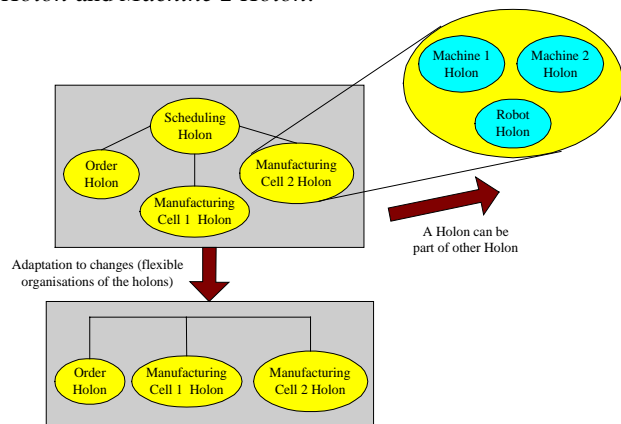 Holon and Machine 2 Holon.
Machine 1
Holon
Machine 2
Holon
Robot
Holon
Scheduling
Holon
Order
Holon
Manufacturing
Cell 2 Holon
Manufacturing
Cell 1 Holon
A Holon can be
part of other Holon
Adaptation to changes (flexible
organisations of the holons)
Order
Holon
Manufacturing
Cell 1 Holon
Manufacturing
Cell 2 Holon